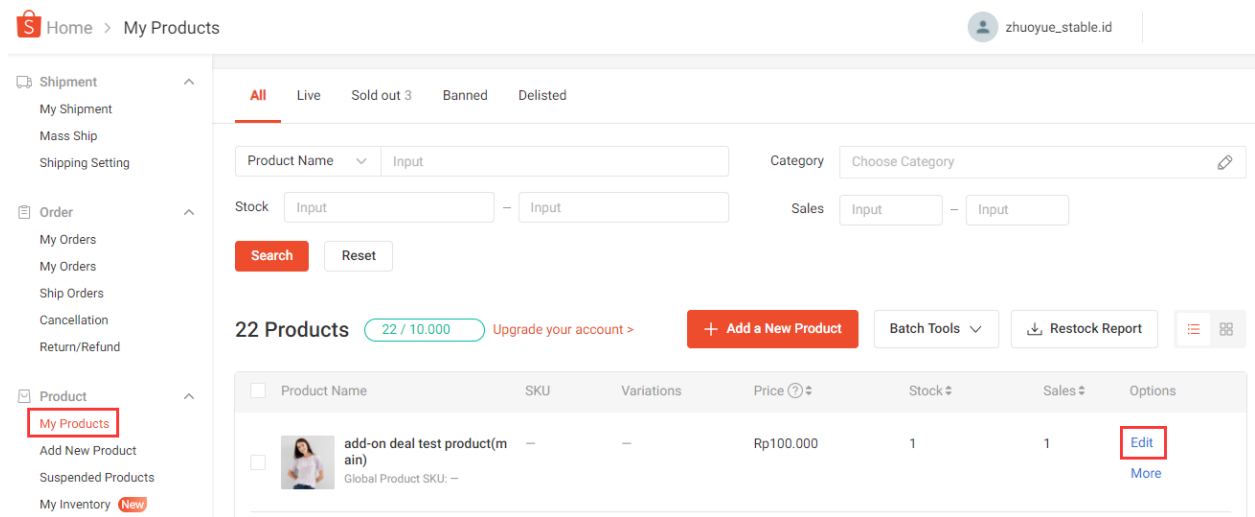 Home > My Products
zhuoyue_stable.id
Shipment
My Shipment
Mass Ship
Shipping Setting
Order
My Orders
My Orders
Ship Orders
Cancellation
Return/Refund
Product
My Products
Add New Product
Suspended Products
My Inventory New
All Live Sold out 3 Banned Delisted
Product Name Input
Category Choose Category
Stock Input – Input
Sales Input – Input
Search Reset
22 Products 22 / 10.000 Upgrade your account >
+ Add a New Product Batch Tools Restock Report
Product Name SKU Variations Price ? Stock Sales Options
add-on deal test product(m — — Rp100.000 1 1 Edit
ain)
Global Product SKU: — More